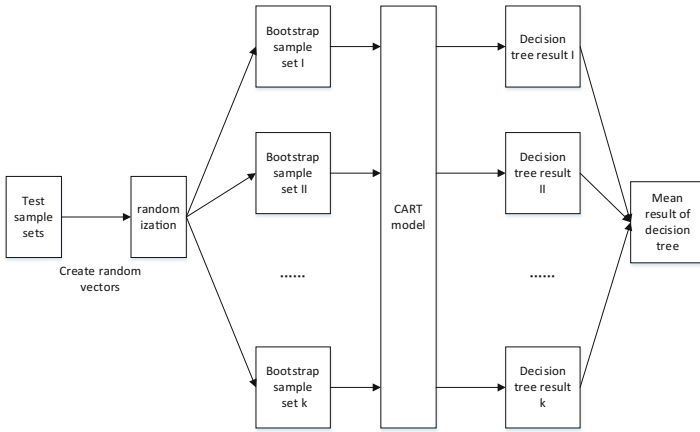 Test
sample
sets
Create random
vectors
random
ization
Bootstrap
sample
set I
Bootstrap
sample
set II
......
Bootstrap
sample
set k
CART
model
Decision
tree result I
Decision
tree result
II
......
Decision
tree result
k
Mean
result of
decision
tree